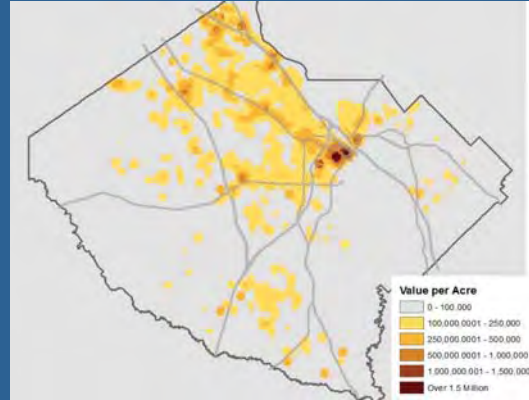 Value per Acre
0 - 100,000
100,000.0001 - 250,000
250,000.0001 - 500,000
500,000.0001 - 1,000,000
1,000,000.001 - 1,500,000
Over 1.5 Million